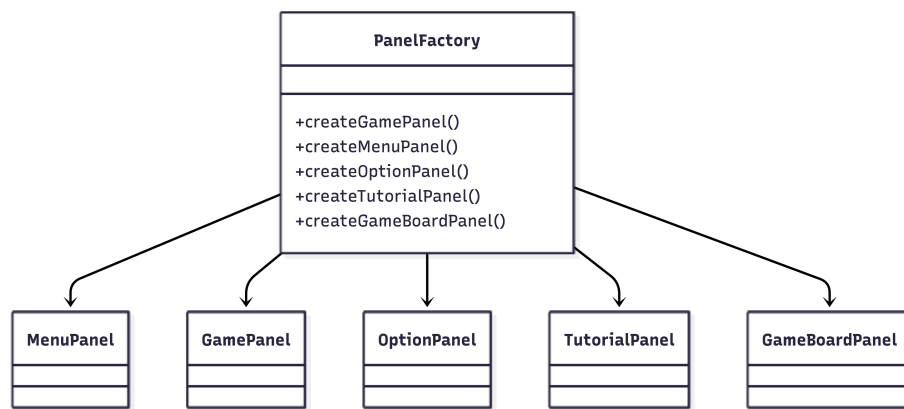 PanelFactory
+createGamePanel()
+createMenuPanel()
+createOptionPanel()
+createTutorialPanel()
+createGameBoardPanel()
MenuPanel
GamePanel
OptionPanel
TutorialPanel
GameBoardPanel